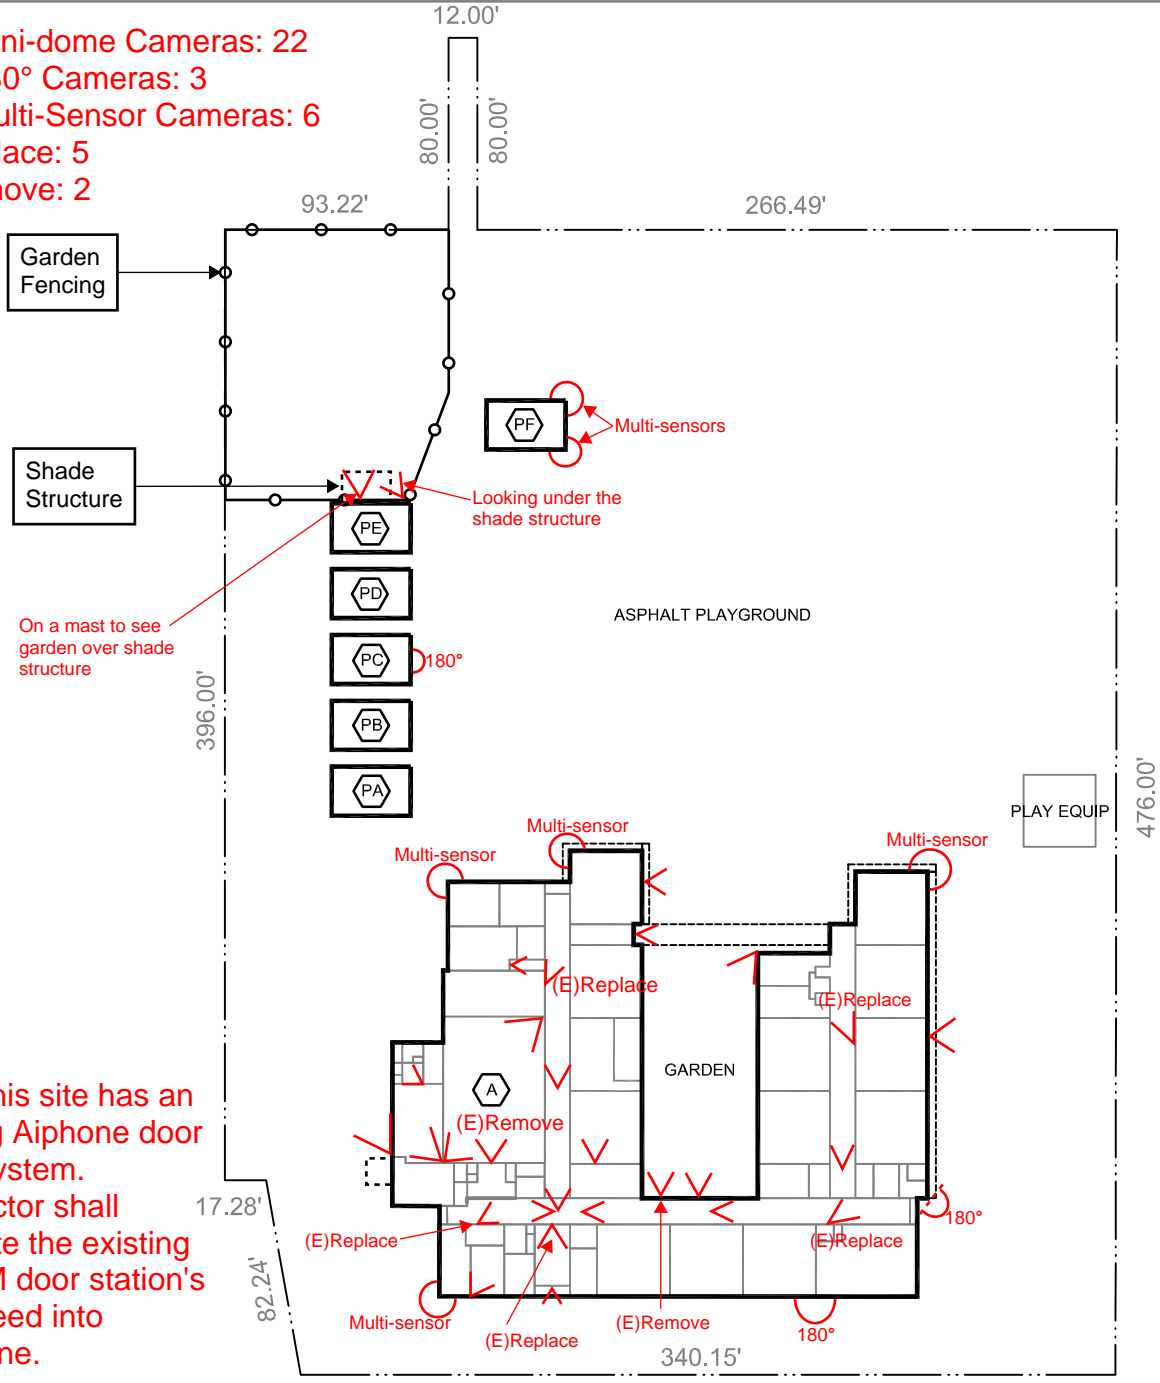 12.00'
ni-dome Cameras: 22
0° Cameras: 3
ulti-Sensor Cameras: 6
lace: 5
nove: 2
80.00'
80.00'
93.22'
266.49'
Garden
Fencing
PF
Multi-sensors
Shade
Structure
Looking under the
shade structure
PE
PD
On a mast to see
garden over shade
structure
ASPHALT PLAYGROUND
PC
180°
396.00'
PB
PA
PLAY EQUIP
476.00'
Multi-sensor
Multi-sensor
Multi-sensor
(E)Replace
(E)Replace
GARDEN
A
(E)Remove
his site has an
g Aiphone door
ystem.
ctor shall
te the existing
M door station's
eed into
ne.
17.28'
82.24'
(E)Replace
(E)Replace
180°
Multi-sensor
(E)Replace
(E)Remove
180°
340.15'